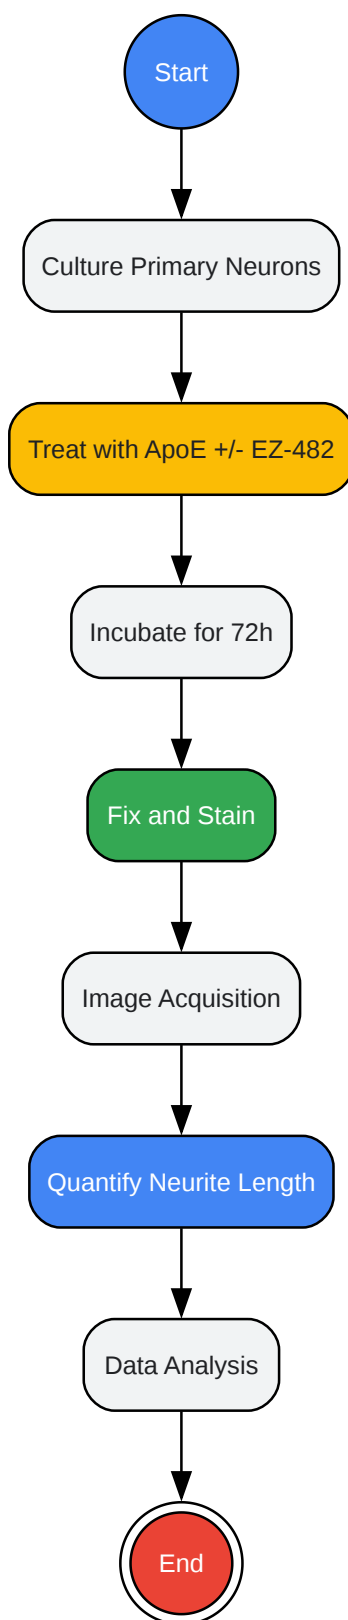 Start
Culture Primary Neurons
Treat with ApoE +/- EZ-482
Incubate for 72h
Fix and Stain
Image Acquisition
Quantify Neurite Length
Data Analysis
End